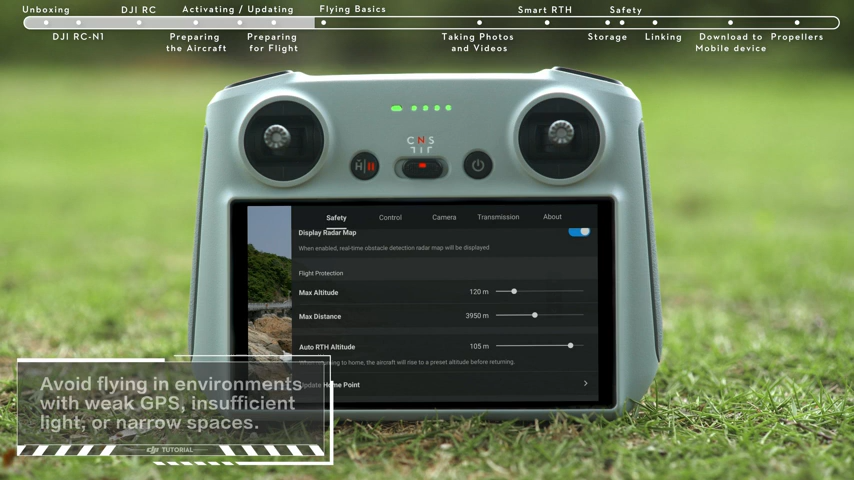 Unboxing
DJI RC
Activating / Updating
Flying Basics
Smart RTH
Safety
DJI RC-N1
Preparing
the Aircraft
Preparing
for Flight
Taking Photos
and Videos
Storage
Linking
Download to
Mobile device
Propellers
C N S
Safety
Control
Camera
Transmission
About
Display Radar Map
When enabled, real-time obstacle detection radar map will be displayed
Flight Protection
Max Altitude
120 m
Max Distance
3950 m
Auto RTH Altitude
105 m
to home, the aircraft will rise to a preset altitude before returning.
Update Home Point
Avoid flying in environments
with weak GPS, insufficient
light, or narrow spaces.
dji TUTORIAL